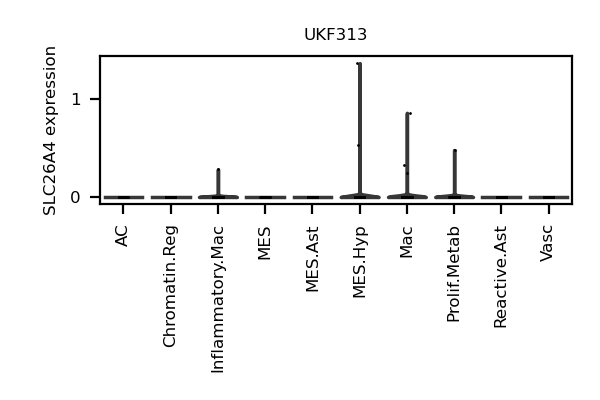 UKF313
SLC26A4 expression
1
0
AC
Chromatin.Reg
Inflammatory.Mac
MES
MES.Ast
MES.Hyp
Mac
Prolif.Metab
Reactive.Ast
Vasc